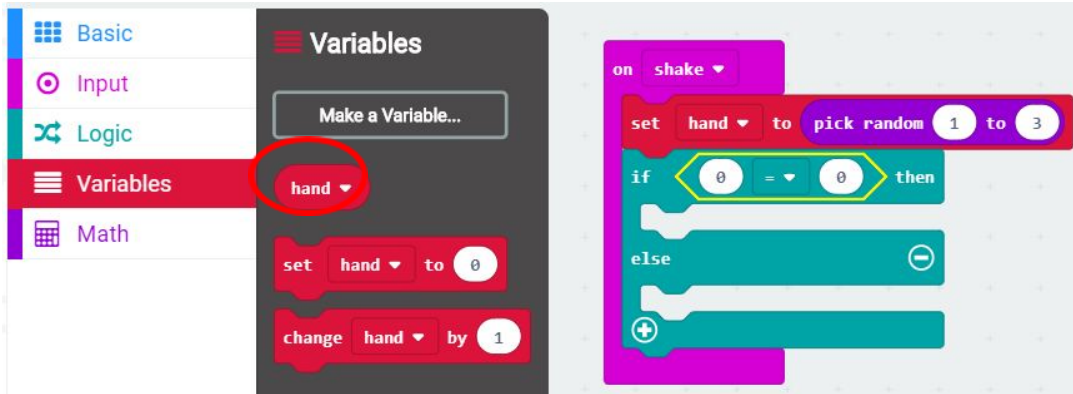 Basic
Input
Logic
Variables
Math
Variables
Make a Variable...
hand
set hand to 0
change hand by 1
on shake
set hand to pick random 1 to 3
if 0 = 0 then
else